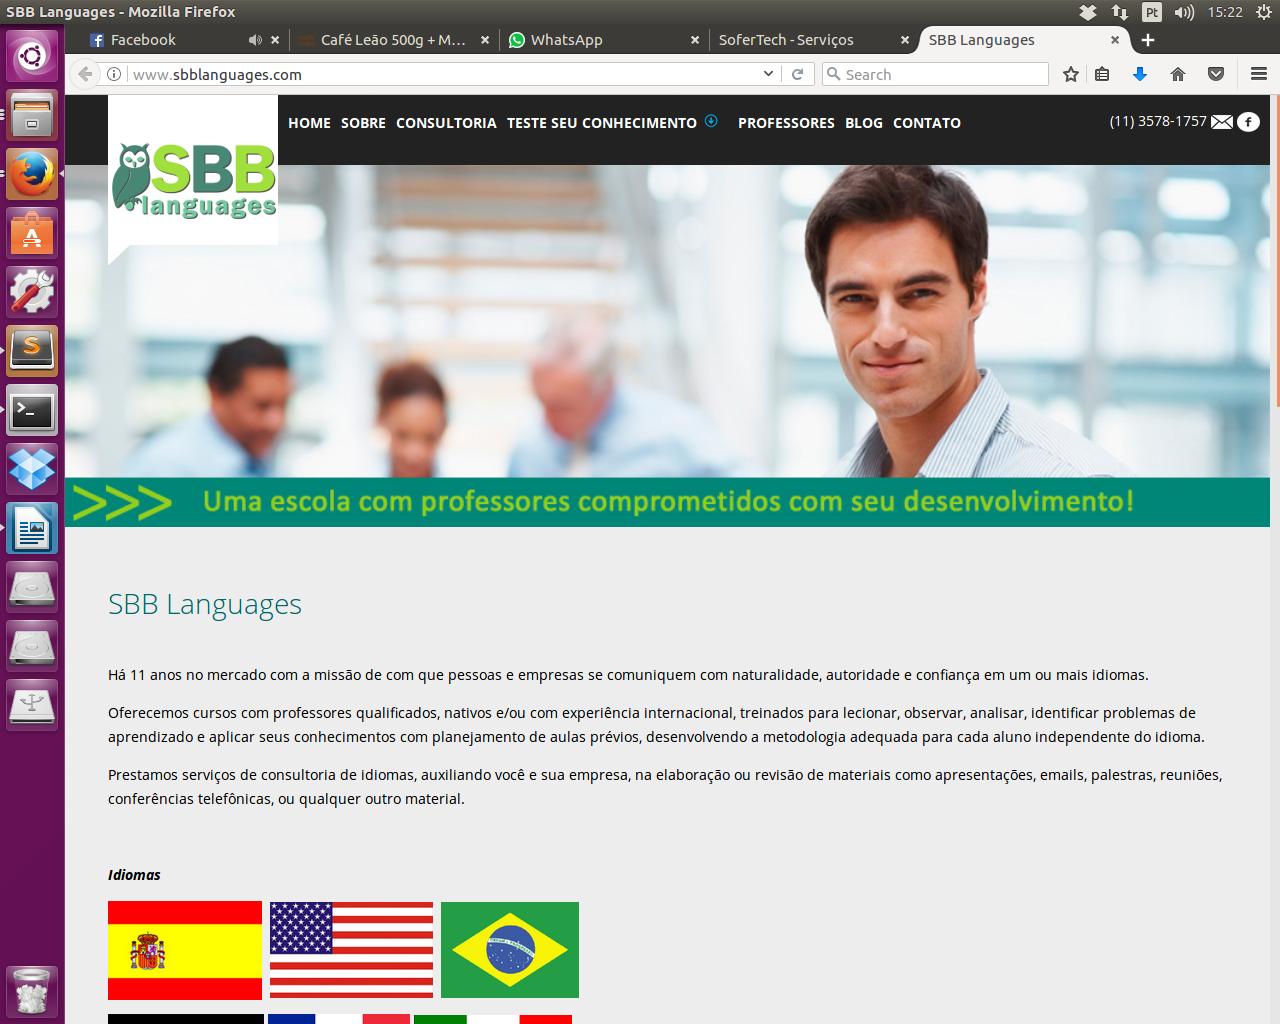 SBB Languages - Mozilla Firefox
Pt
15:22
Facebook
Café Leão 500g + M...
WhatsApp
SoferTech - Serviços
SBB Languages
www.sbblanguages.com
Search
SBB
languages
HOME SOBRE CONSULTORIA TESTE SEU CONHECIMENTO PROFESSORES BLOG CONTATO
(11) 3578-1757
>>> Uma escola com professores comprometidos com seu desenvolvimento!
SBB Languages
Há 11 anos no mercado com a missão de com que pessoas e empresas se comuniquem com naturalidade, autoridade e confiança em um ou mais idiomas.
Oferecemos cursos com professores qualificados, nativos e/ou com experiência internacional, treinados para lecionar, observar, analisar, identificar problemas de
aprendizado e aplicar seus conhecimentos com planejamento de aulas prévios, desenvolvendo a metodologia adequada para cada aluno independente do idioma.
Prestamos serviços de consultoria de idiomas, auxiliando você e sua empresa, na elaboração ou revisão de materiais como apresentações, emails, palestras, reuniões,
conferências telefônicas, ou qualquer outro material.
Idiomas